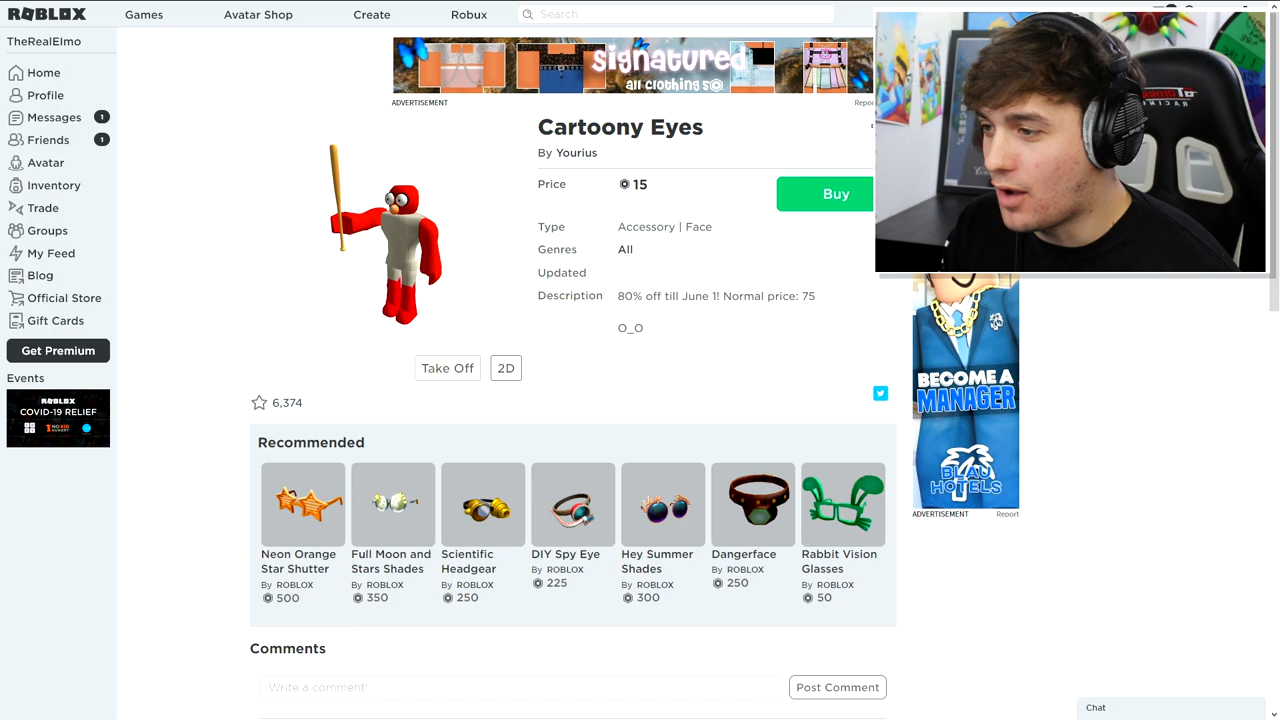 ROBLOX
Games
Avatar Shop
Create
Robux
Search
TheRealElmo
Home
Profile
Messages
1
Friends
1
Avatar
Inventory
Trade
Groups
My Feed
Blog
Official Store
Gift Cards
Get Premium
Events
ROBLOX
COVID-19 RELIEF
NO KID
HUNGRY
signatured
all clothing 5
ADVERTISEMENT
Cartoony Eyes
By Yourius
Price
15
Buy
Type
Accessory | Face
Genres
All
Updated
Description
80% off till June 1! Normal price: 75
O_O
Take Off
2D
6,374
Recommended
Neon Orange
Star Shutter
By ROBLOX
500
Full Moon and
Stars Shades
By ROBLOX
350
Scientific
Headgear
By ROBLOX
250
DIY Spy Eye
By ROBLOX
225
Hey Summer
Shades
By ROBLOX
300
Dangerface
By ROBLOX
250
Rabbit Vision
Glasses
By ROBLOX
50
BECOME A
MANAGER
BLAU
HOTELS
ADVERTISEMENT
Report
Comments
Write a comment!
Post Comment
Chat
RACING